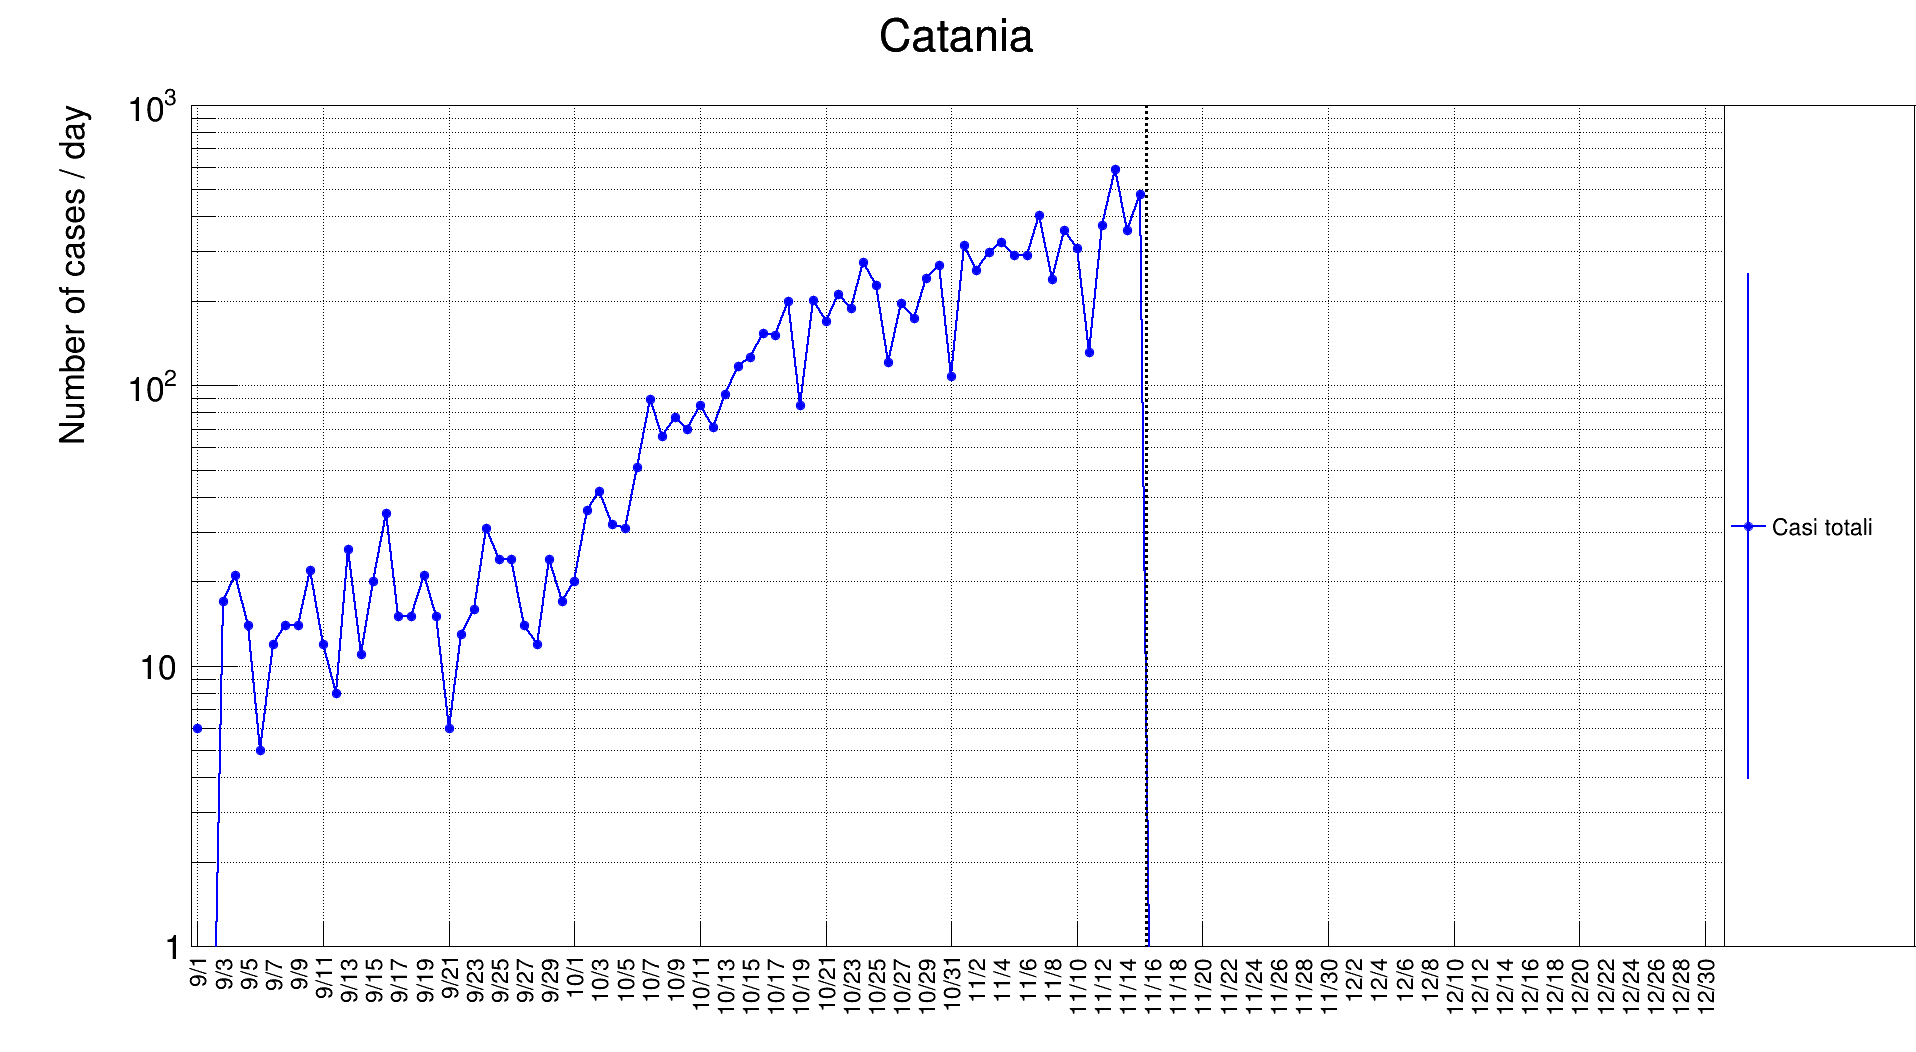 Catania
Number of cases / day
10³
10²
10
1
9/1 9/3 9/5 9/7 9/9 9/11 9/13 9/15 9/17 9/19 9/21 9/23 9/25 9/27 9/29 10/1 10/3 10/5 10/7 10/9 10/11 10/13 10/15 10/17 10/19 10/21 10/23 10/25 10/27 10/29 10/31 11/2 11/4 11/6 11/8 11/10 11/12 11/14 11/16 11/18 11/20 11/22 11/24 11/26 11/28 11/30 12/2 12/4 12/6 12/8 12/10 12/12 12/14 12/16 12/18 12/20 12/22 12/24 12/26 12/28 12/30
Casi totali